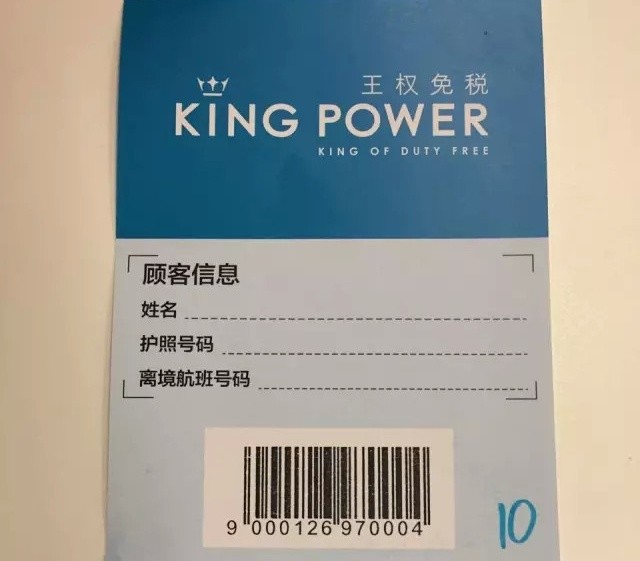 王权免税
KING POWER
KING OF DUTY FREE
顾客信息
姓名
护照号码
离境航班号码
9 000126 970004
10